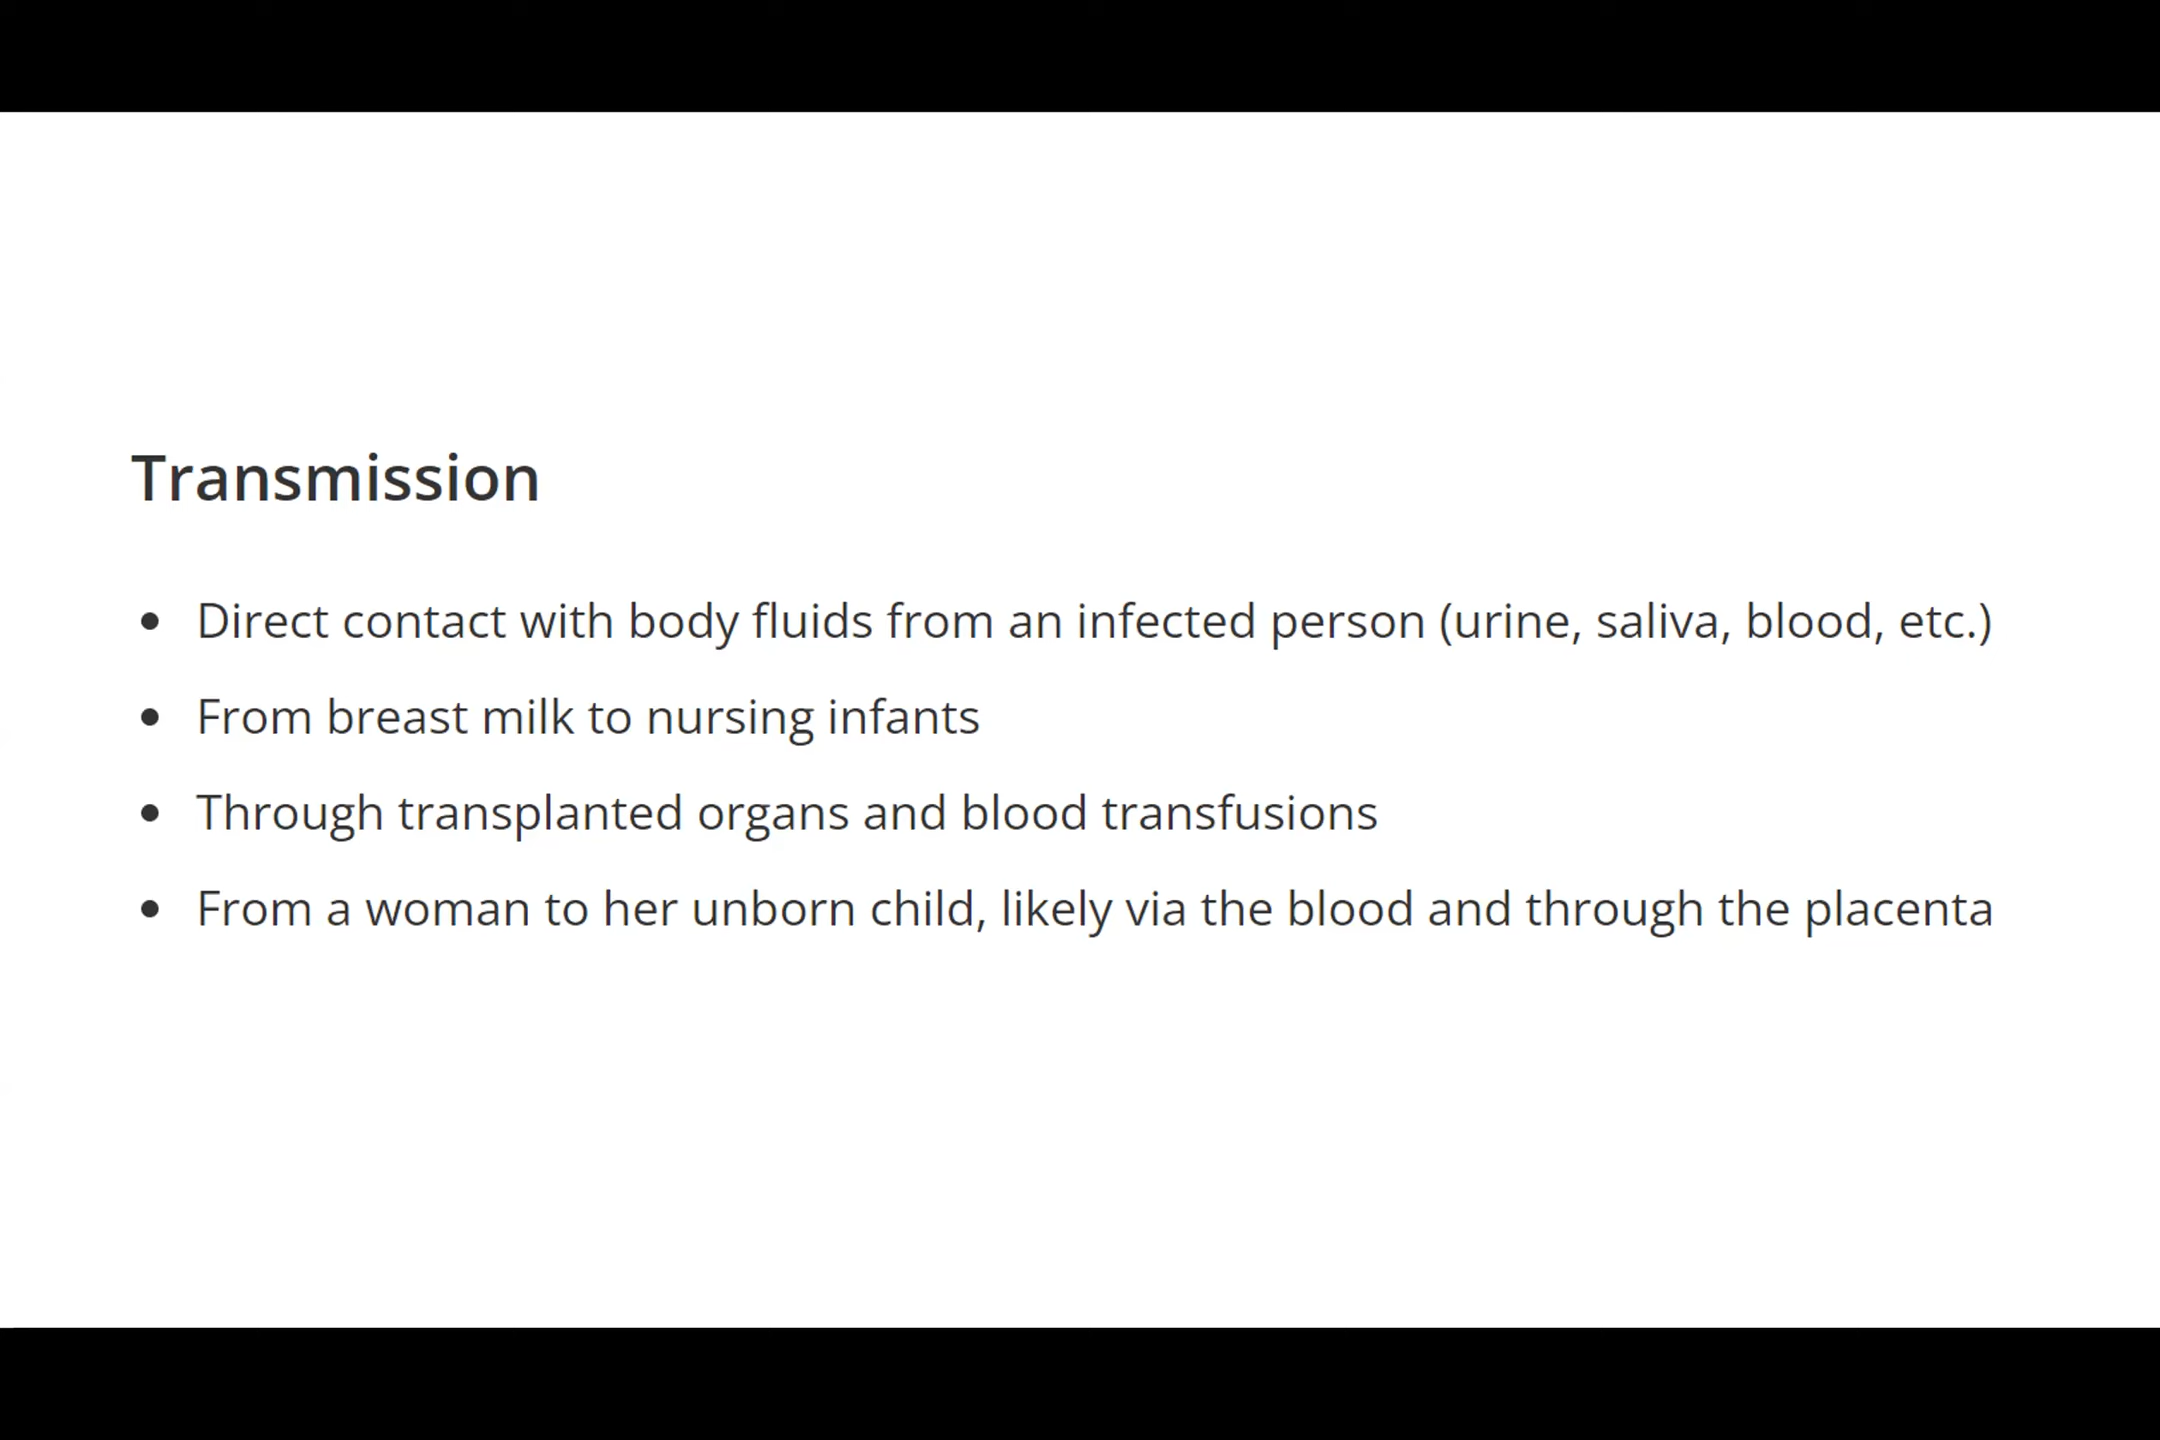 Transmission
• Direct contact with body fluids from an infected person (urine, saliva, blood, etc.)
• From breast milk to nursing infants
• Through transplanted organs and blood transfusions
• From a woman to her unborn child, likely via the blood and through the placenta